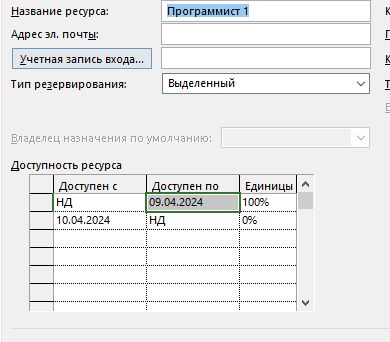 Название ресурса: Программист 1
Адрес эл. почты:
Учетная запись входа...
Тип резервирования: Выделенный
Владелец назначения по умолчанию:
Доступность ресурса
Доступен с Доступен по Единицы
НД 09.04.2024 100%
10.04.2024 НД 0%